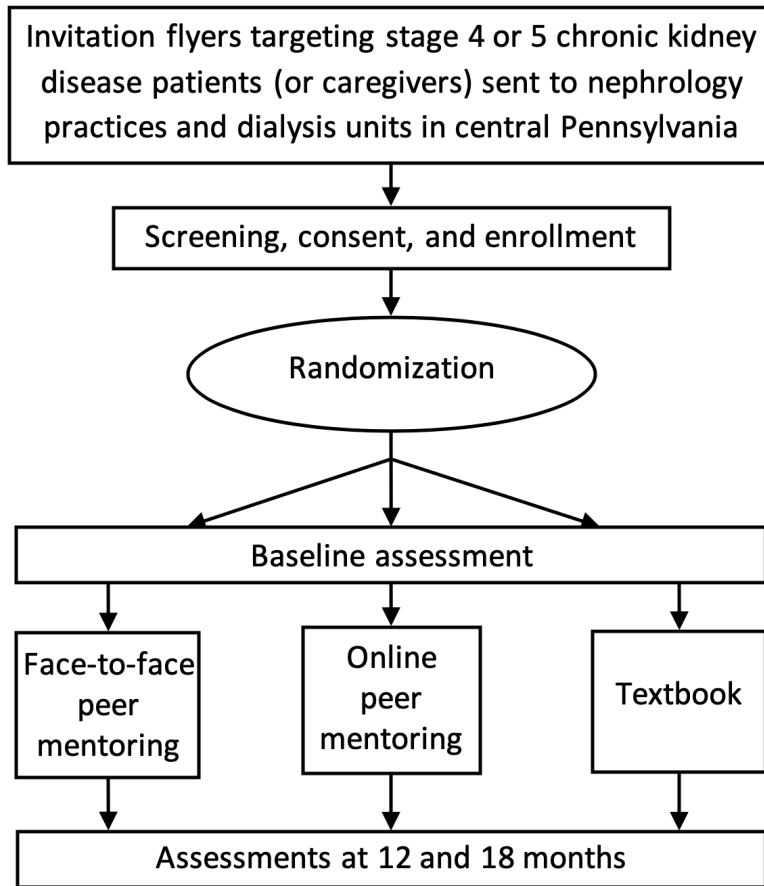 Invitation flyers targeting stage 4 or 5 chronic kidney
disease patients (or caregivers) sent to nephrology
practices and dialysis units in central Pennsylvania
Screening, consent, and enrollment
Randomization
Baseline assessment
Face-to-face
peer
mentoring
Online
peer
mentoring
Textbook
Assessments at 12 and 18 months